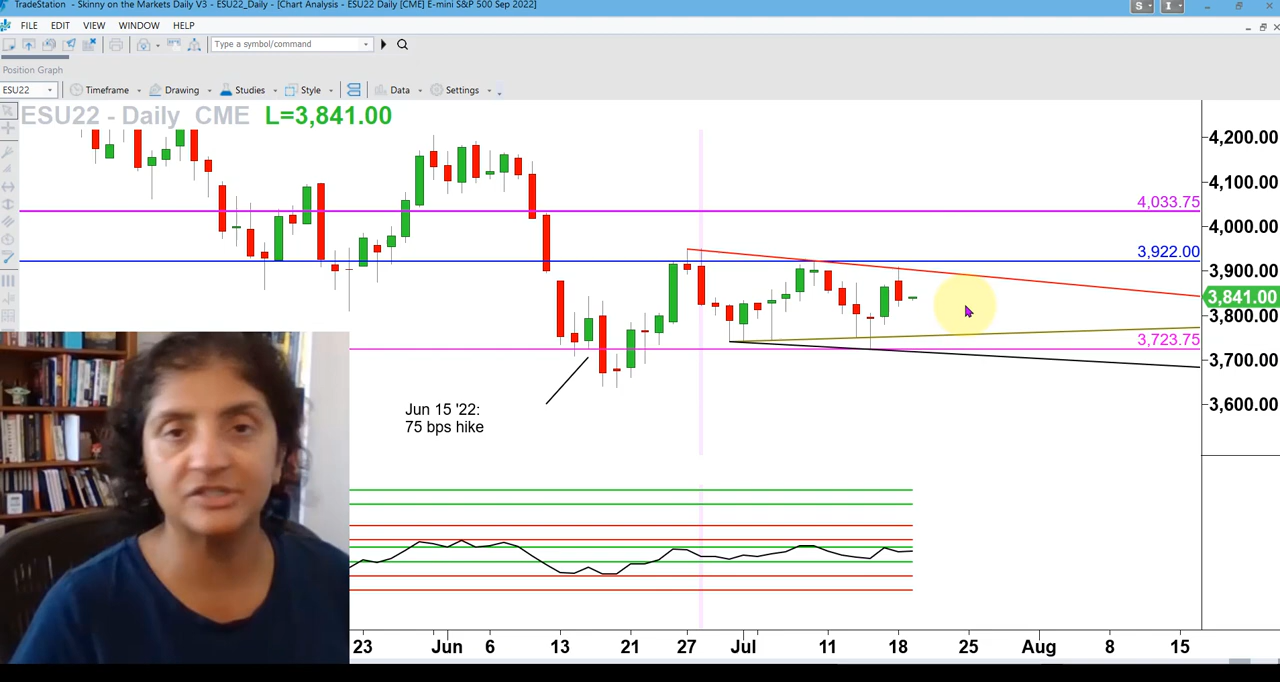 TradeStation - Skinny on the Markets Daily V3 - ESU22_Daily - [Chart Analysis - ESU22 Daily [CME] E-mini S&P 500 Sep 2022]
S I
FILE EDIT VIEW WINDOW HELP
Type a symbol/command
Position Graph
ESU22 Timeframe Drawing Studies Style Data Settings
ESU22 - Daily CME L=3,841.00
4,200.00
4,100.00
4,033.75
4,000.00
3,922.00
3,900.00
3,841.00
3,800.00
3,723.75
3,700.00
3,600.00
Jun 15 '22:
75 bps hike
23 Jun 6 13 21 27 Jul 11 18 25 Aug 8 15